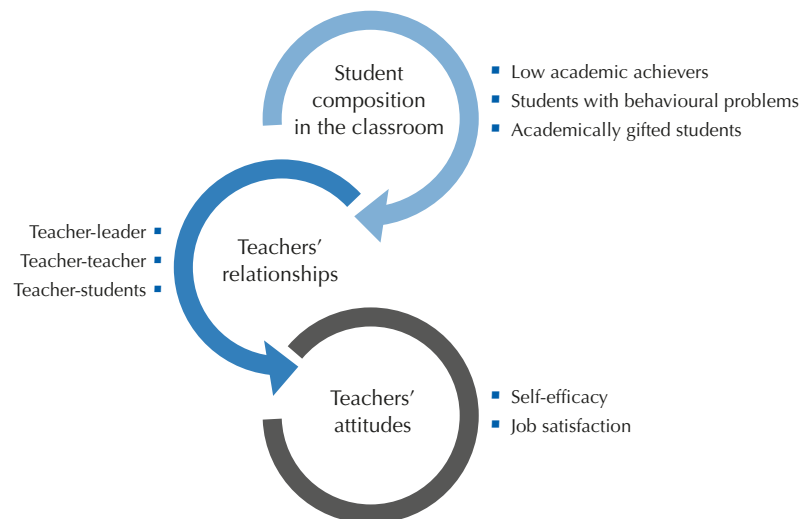 Student
composition
in the classroom
■ Low academic achievers
■ Students with behavioural problems
■ Academically gifted students
Teacher-leader ■
Teacher-teacher ■
Teacher-students ■
Teachers’
relationships
Teachers’
attitudes
■ Self-efficacy
■ Job satisfaction